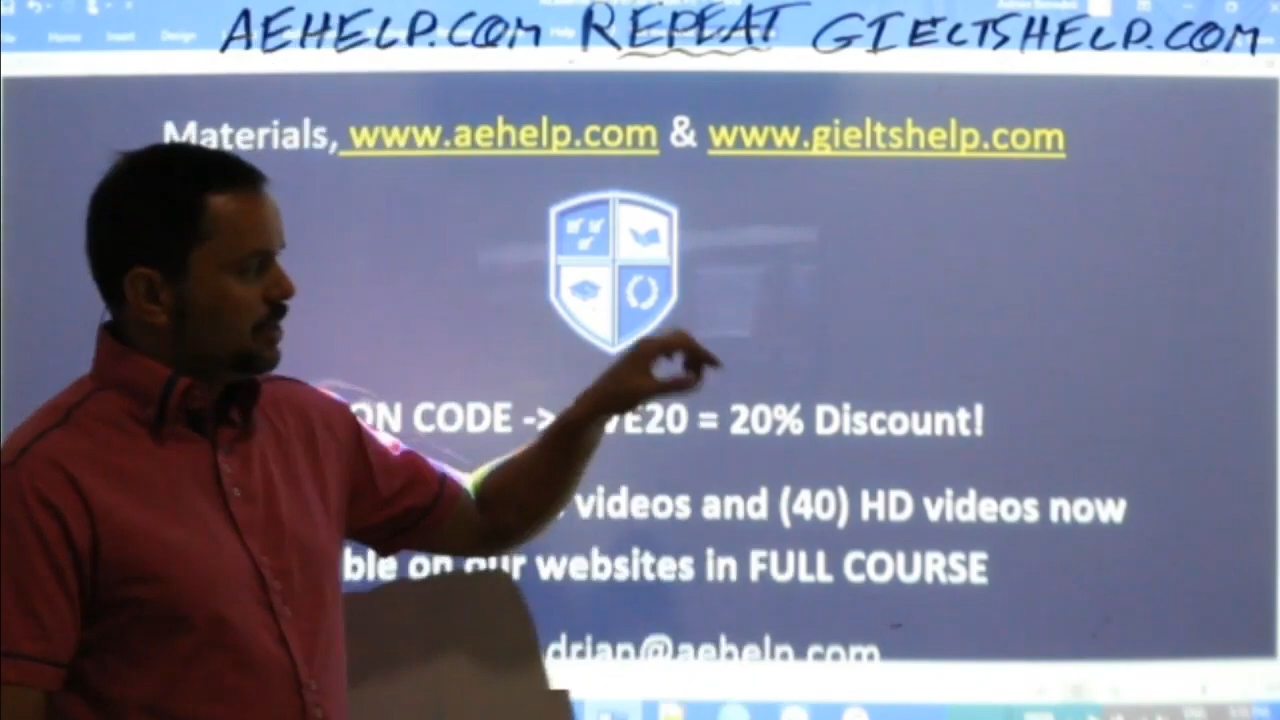 AEHELP.COM REPEAT GIELTSHELP.COM
Materials, www.aehelp.com & www.gieltshelp.com
ON CODE -> VE20 = 20% Discount!
videos and (40) HD videos now
ble on our websites in FULL COURSE
drian@aehelp.com